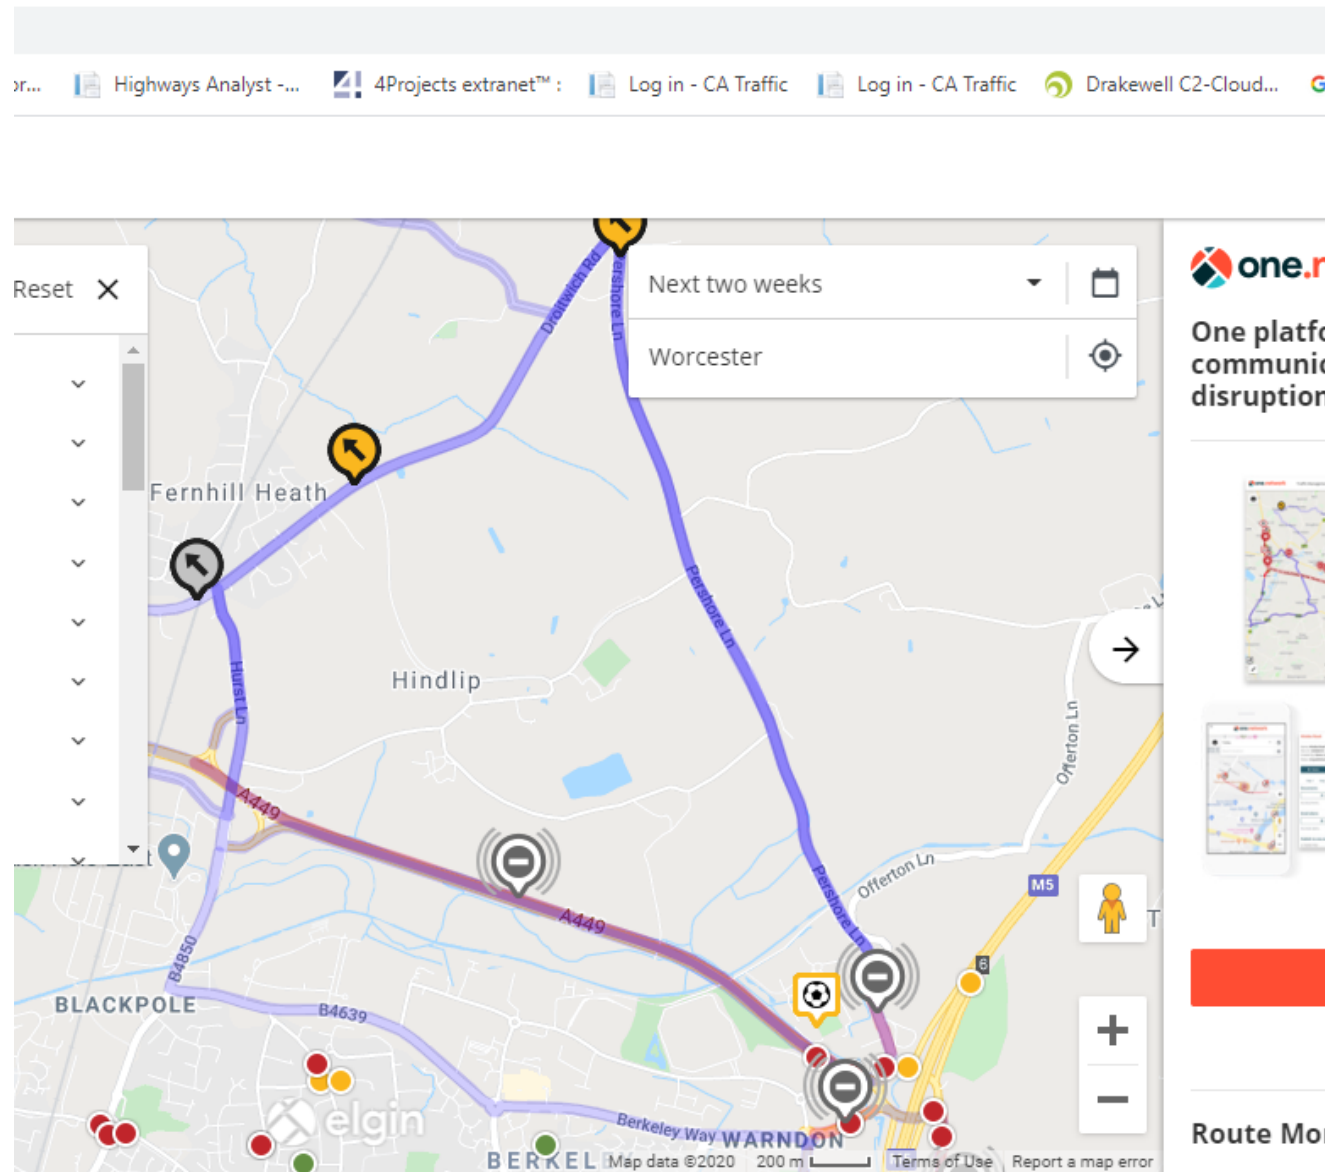 or... Highways Analyst -... 4Projects extranet™ : Log in - CA Traffic Log in - CA Traffic Drakewell C2-Cloud... G
Reset
Next two weeks
Worcester
one.n
One platfo
communic
disruption
Droitwich Rd
Pershore Ln
Fernhill Heath
Pershore Ln
Hindlip
Hurst Ln
Offerton Ln
A449
Offerton Ln
M5
A449
Pershore Ln
T
6
B4850
BLACKPOLE
B4639
elgin
Berkeley Way
WARNDON
BERKEL
Map data ©2020 200 m Terms of Use Report a map error
Route Mo